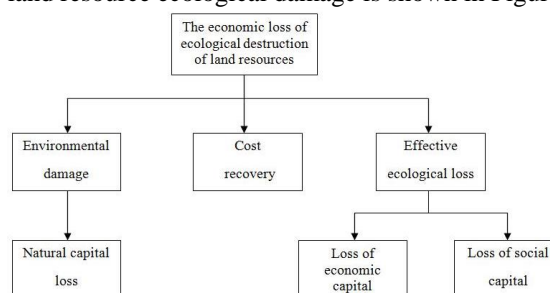 land resource ecological damage is shown in Figur
The economic loss of
ecological destruction
of land resources
Environmental
damage
Cost
recovery
Effective
ecological loss
Natural capital
loss
Loss of
economic
capital
Loss of social
capital